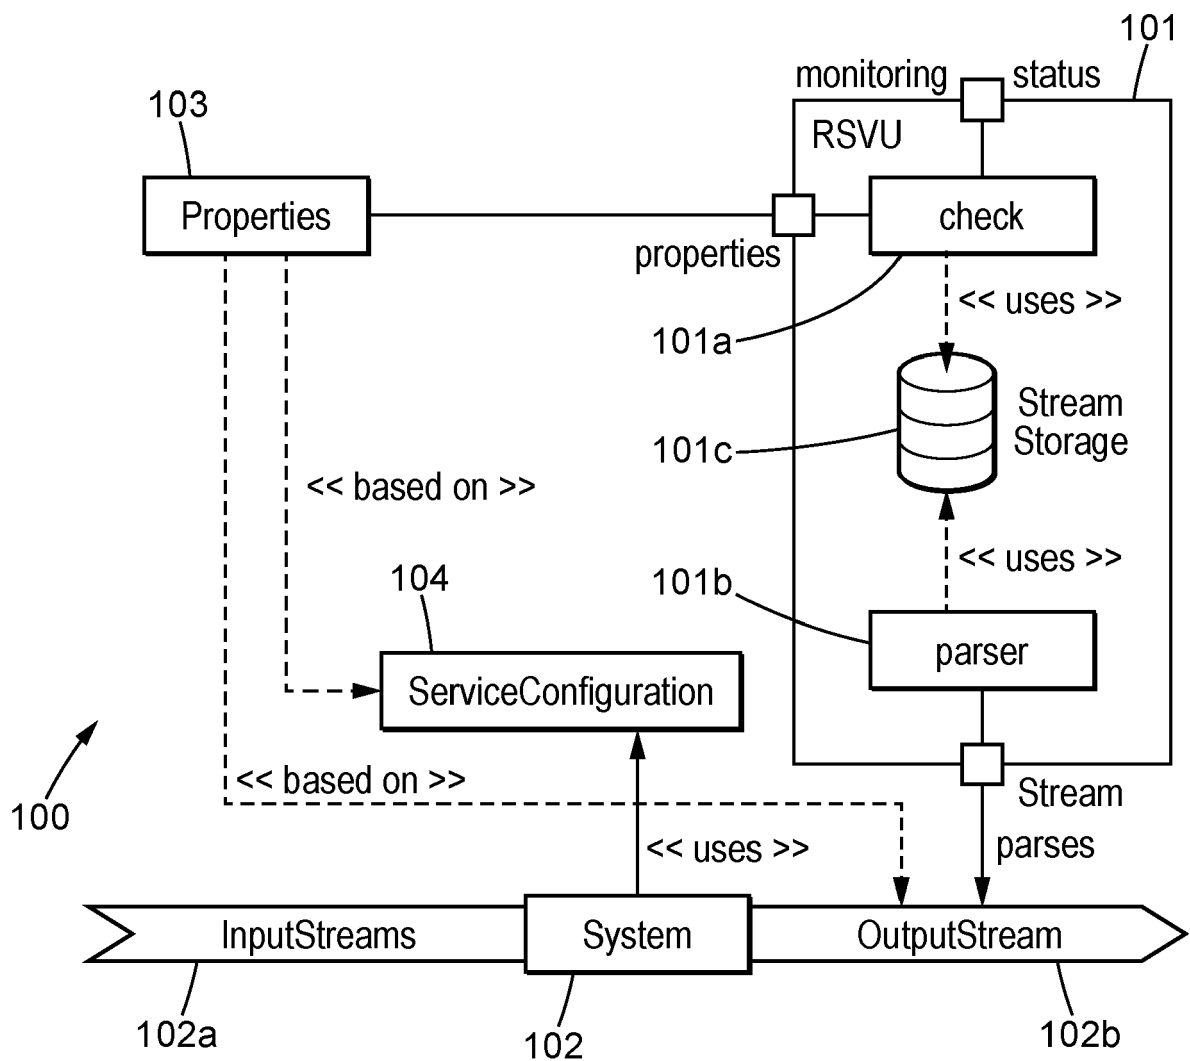 101
monitoring status
103
RSVU
Properties
check
properties
<< uses >>
101a
Stream
Storage
101c
<< based on >>
<< uses >>
104
101b
parser
ServiceConfiguration
<< based on >>
Stream
100
<< uses >>
parses
InputStreams
System
OutputStream
102a
102
102b